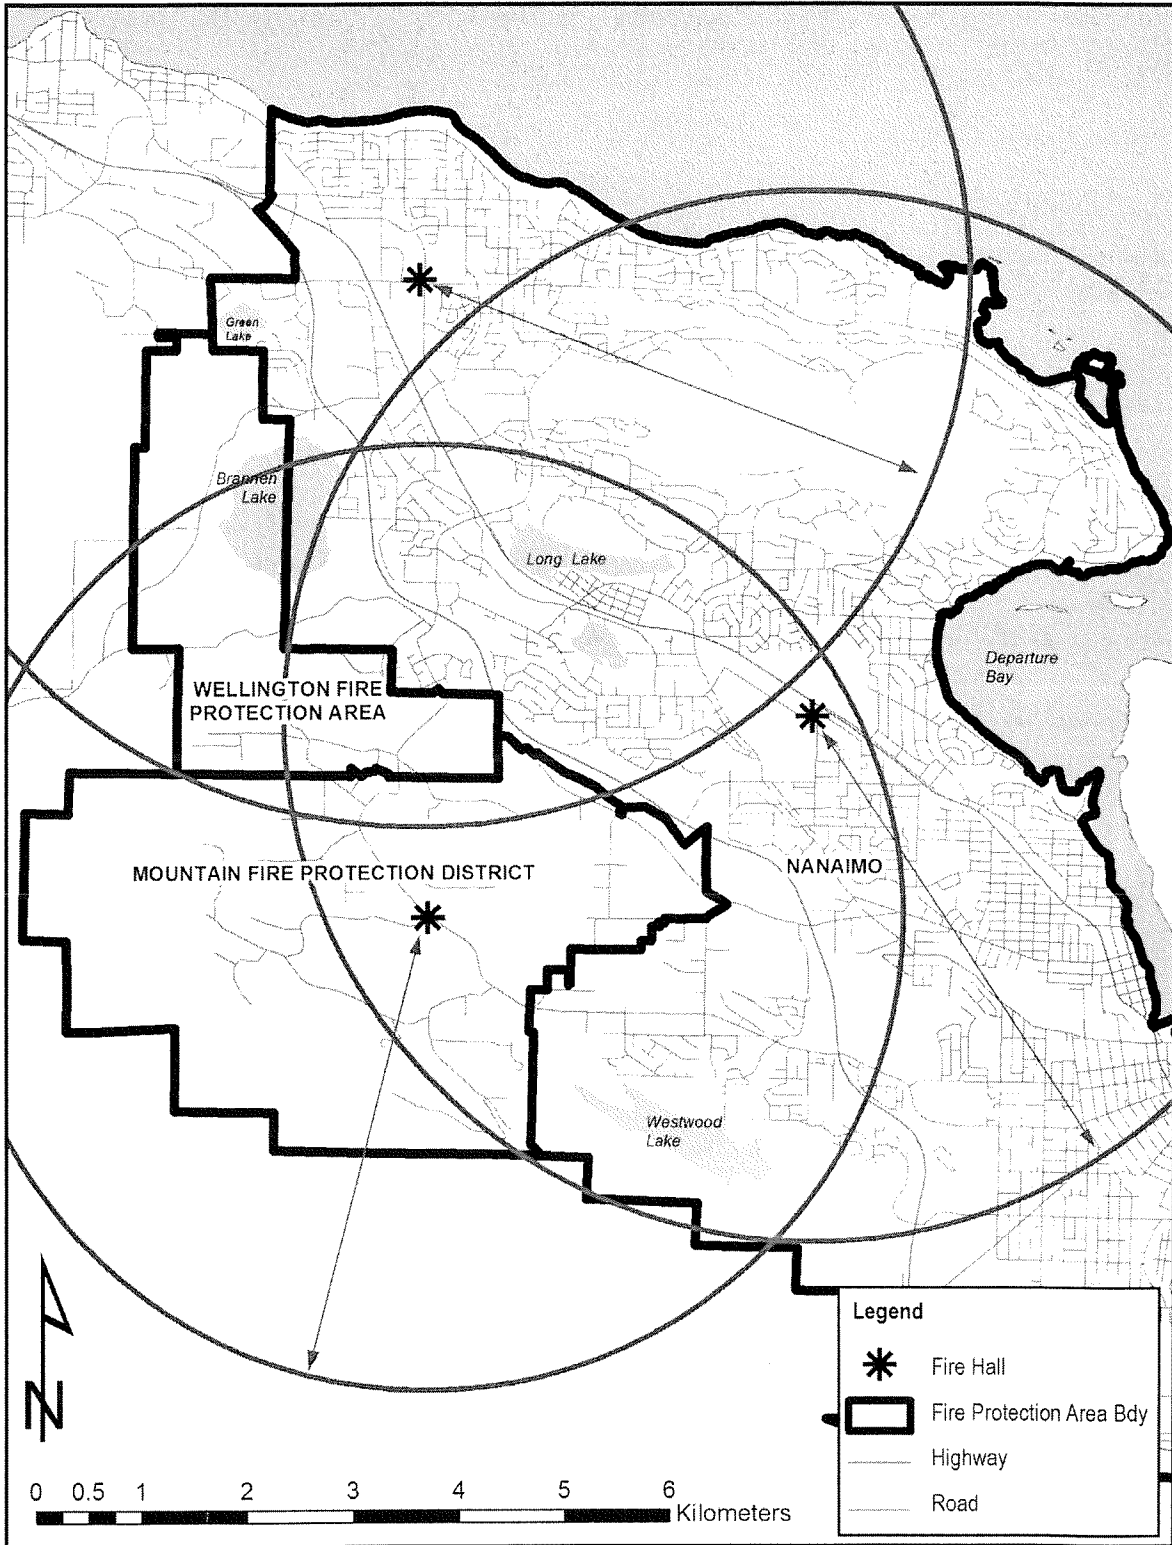 Green
Lake
Brannen
Lake
Long Lake
Departure
Bay
WELLINGTON FIRE
PROTECTION AREA
MOUNTAIN FIRE PROTECTION DISTRICT
NANAIMO
Westwood
Lake
N
Legend
Fire Hall
Fire Protection Area Bdy
Highway
Road
0 0.5 1 2 3 4 5 6
Kilometers